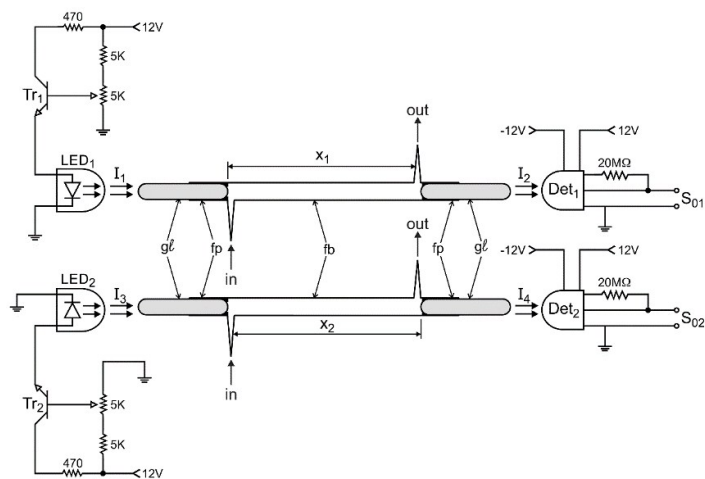 470
12V
5K
5K
Tr1
LED1
I1
x1
out
I2
-12V
12V
20MΩ
Det1
S01
gℓ
fp
in
fb
out
fp
gℓ
LED2
I3
x2
in
I4
-12V
12V
20MΩ
Det2
S02
Tr2
5K
5K
470
12V